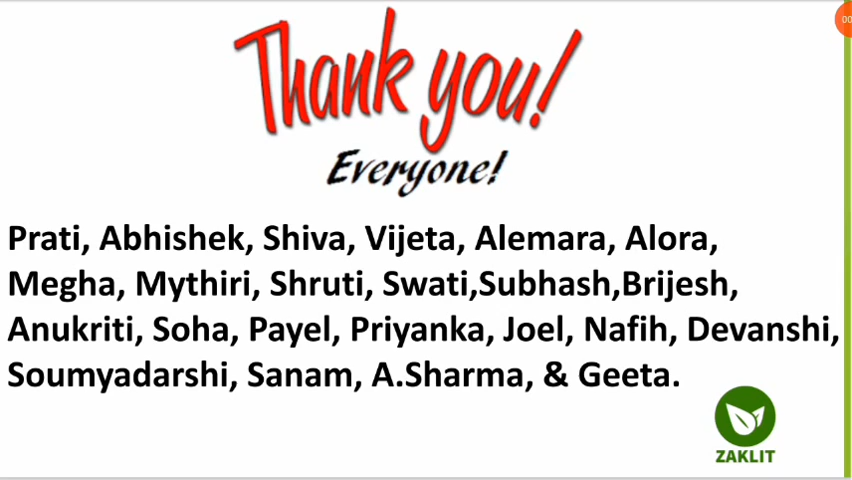 Thank you!
Everyone!
Prati, Abhishek, Shiva, Vijeta, Alemara, Alora,
Megha, Mythiri, Shruti, Swati,Subhash,Brijesh,
Anukriti, Soha, Payel, Priyanka, Joel, Nafih, Devanshi,
Soumyadarshi, Sanam, A.Sharma, & Geeta.
ZAKLIT
00